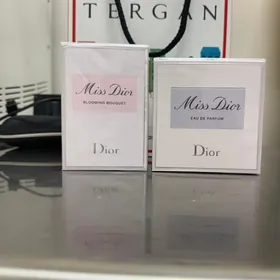 TERGAN
Miss Dior
BLOOMING BOUQUET
Dior
Miss Dior
EAU DE PARFUM
Dior